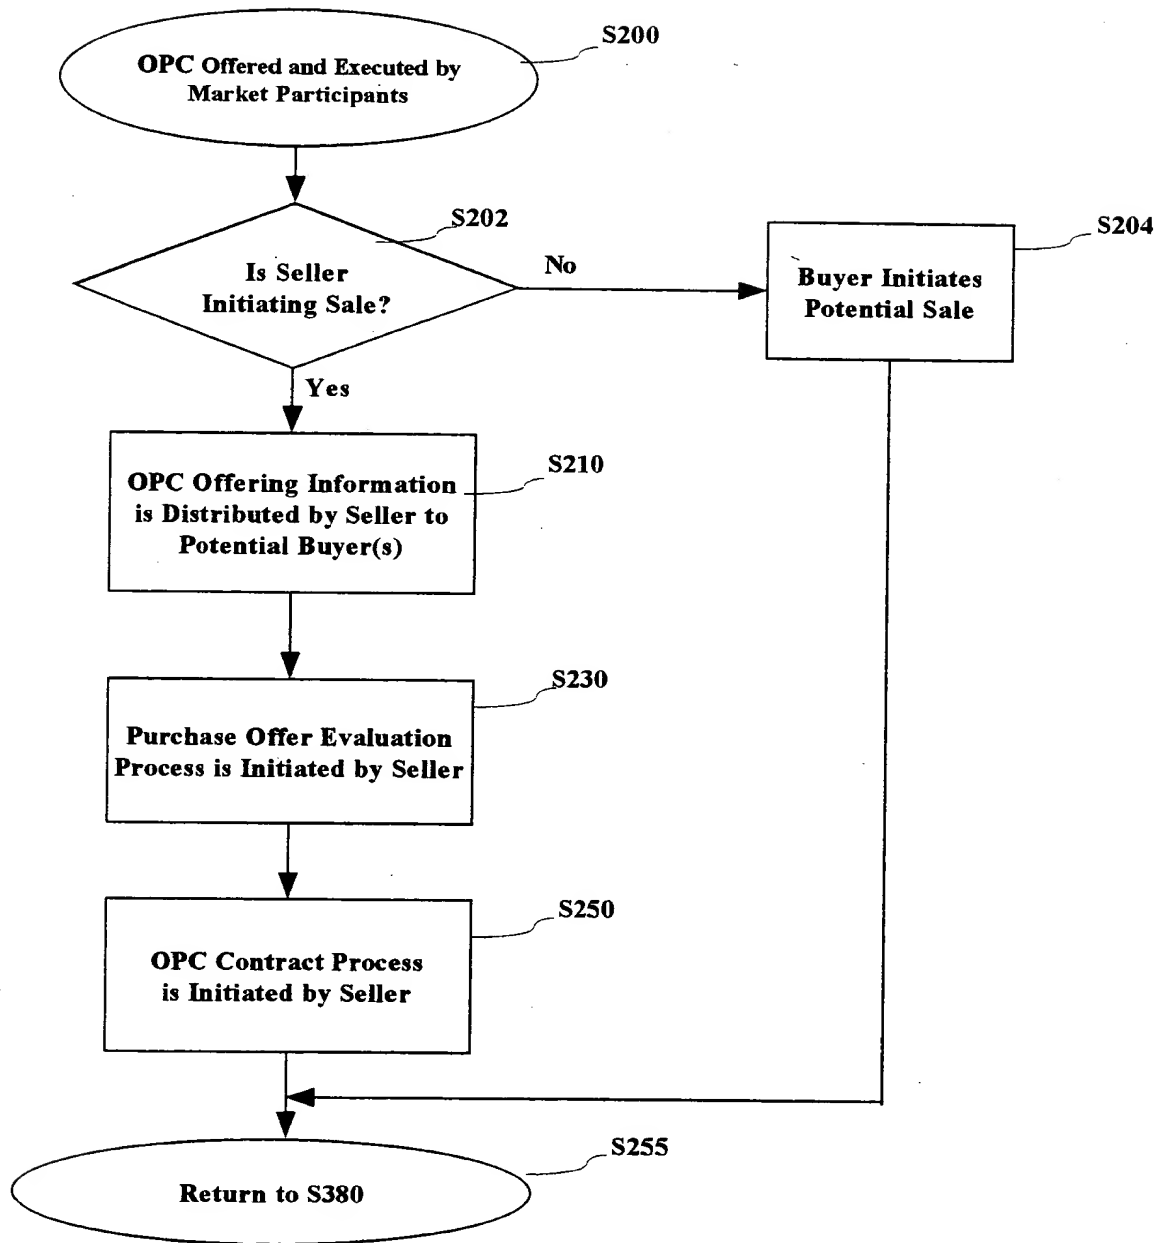 S200
OPC Offered and Executed by
Market Participants
S202
Is Seller
Initiating Sale?
No
S204
Buyer Initiates
Potential Sale
Yes
S210
OPC Offering Information
is Distributed by Seller to
Potential Buyer(s)
S230
Purchase Offer Evaluation
Process is Initiated by Seller
S250
OPC Contract Process
is Initiated by Seller
S255
Return to S380